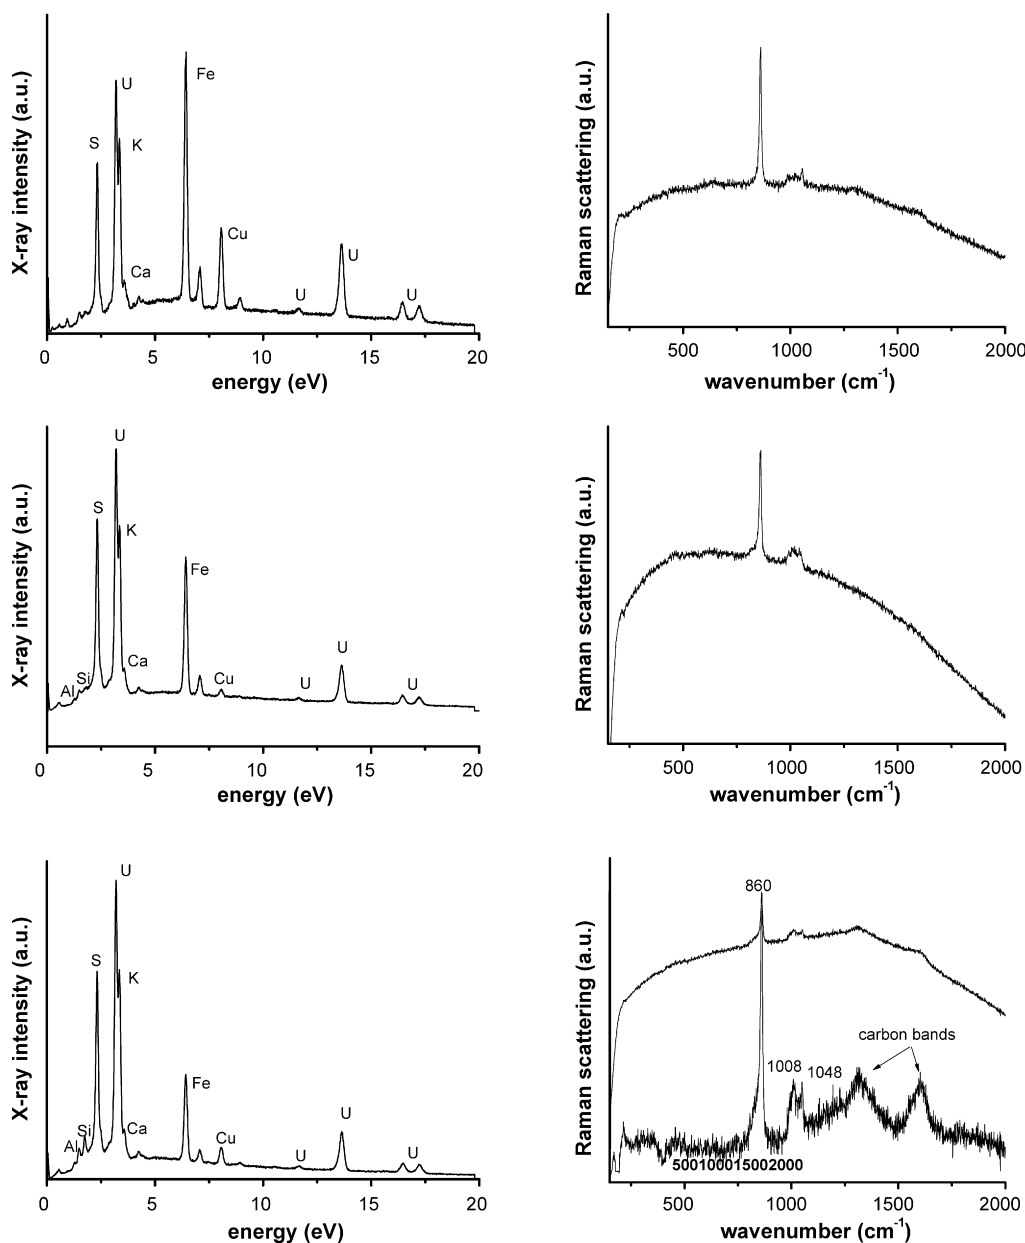 X-ray intensity (a.u.)
S
U
K
Ca
Fe
Cu
U
U
U
0 5 10 15 20
energy (eV)
Raman scattering (a.u.)
500 1000 1500 2000
wavenumber (cm-1)
X-ray intensity (a.u.)
Al
Si
S
U
K
Ca
Fe
Cu
U
U
U
0 5 10 15 20
energy (eV)
Raman scattering (a.u.)
500 1000 1500 2000
wavenumber (cm-1)
X-ray intensity (a.u.)
Al
Si
S
U
K
Ca
Fe
Cu
U
U
U
0 5 10 15 20
energy (eV)
Raman scattering (a.u.)
860
1008
1048
carbon bands
500100015002000
500 1000 1500 2000
wavenumber (cm-1)